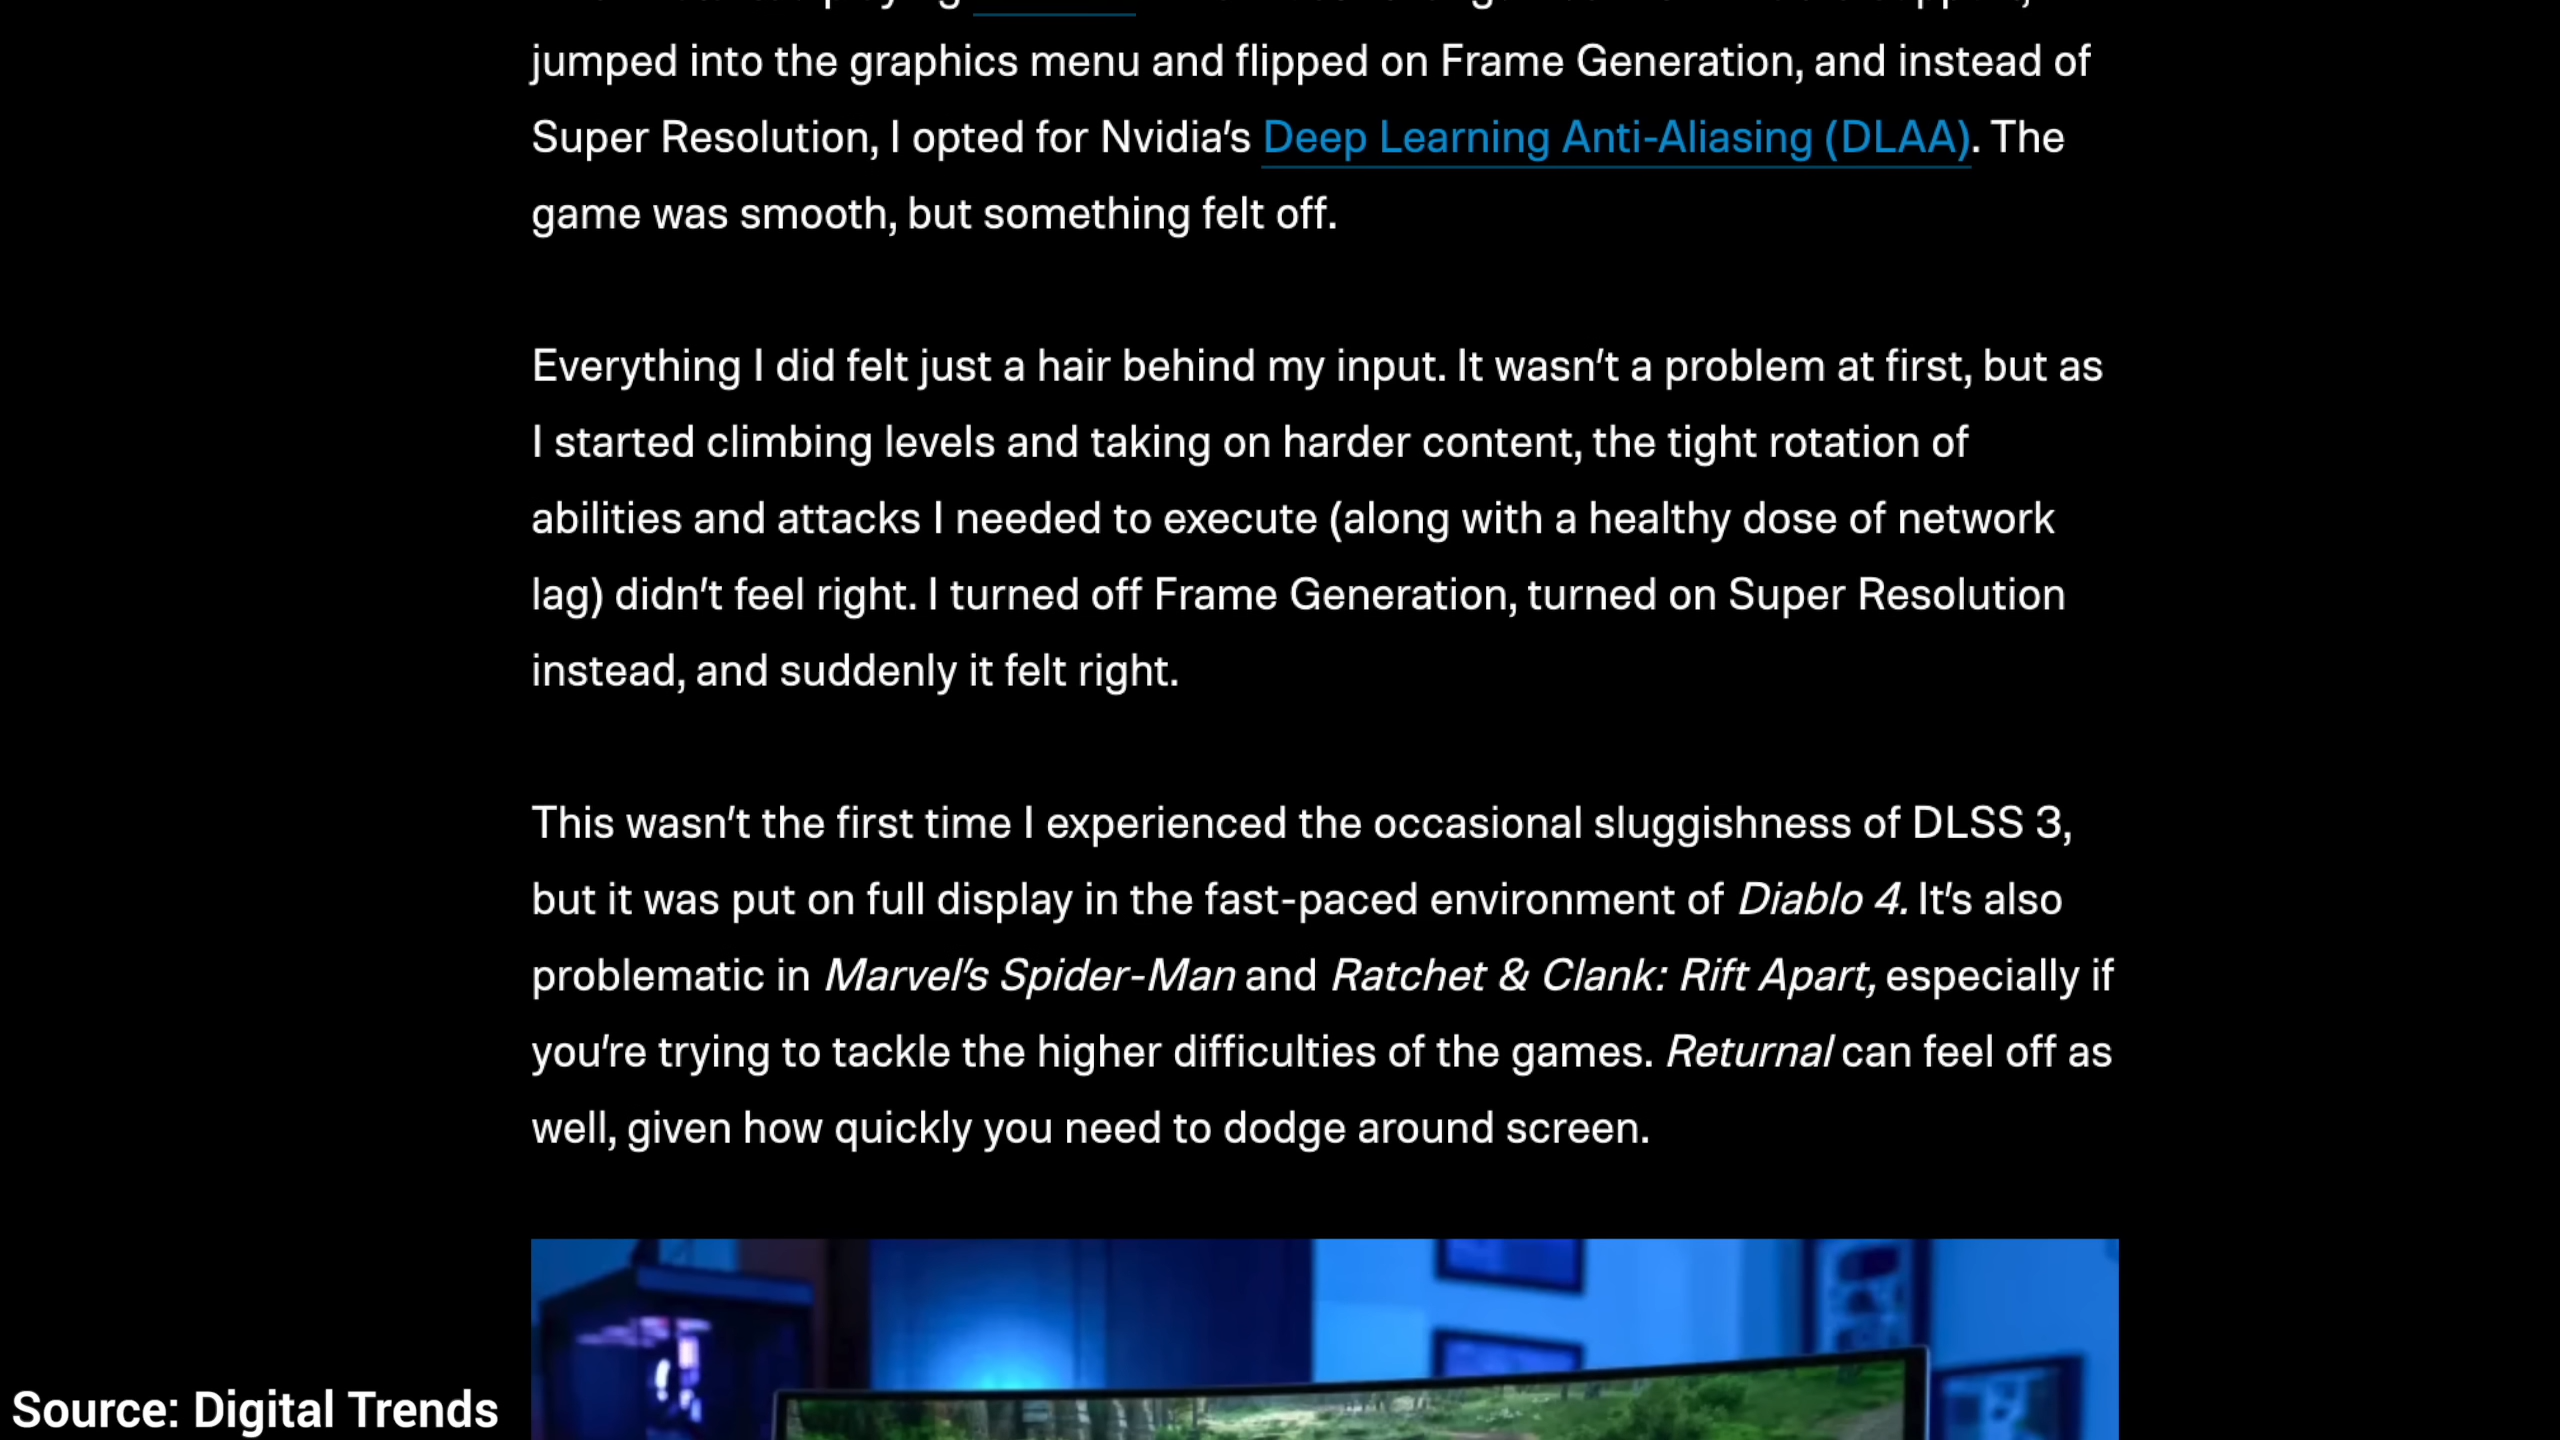 jumped into the graphics menu and flipped on Frame Generation, and instead of
Super Resolution, I opted for Nvidia's Deep Learning Anti-Aliasing (DLAA). The
game was smooth, but something felt off.
Everything I did felt just a hair behind my input. It wasn't a problem at first, but as
I started climbing levels and taking on harder content, the tight rotation of
abilities and attacks I needed to execute (along with a healthy dose of network
lag) didn't feel right. I turned off Frame Generation, turned on Super Resolution
instead, and suddenly it felt right.
This wasn't the first time I experienced the occasional sluggishness of DLSS 3,
but it was put on full display in the fast-paced environment of Diablo 4. It's also
problematic in Marvel's Spider-Man and Ratchet & Clank: Rift Apart, especially if
you're trying to tackle the higher difficulties of the games. Returnal can feel off as
well, given how quickly you need to dodge around screen.
Source: Digital Trends